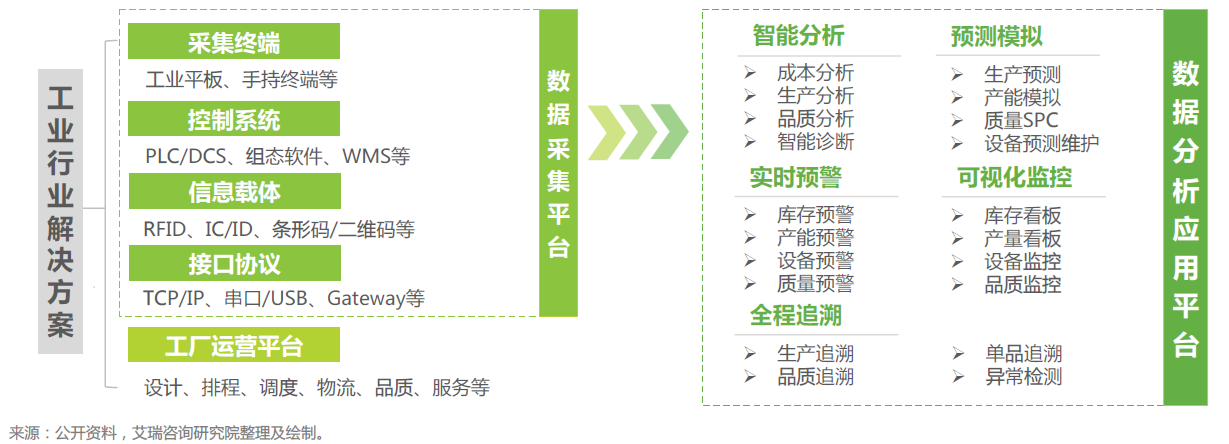 工业行业解决方案
采集终端
工业平板、手持终端等
控制系统
PLC/DCS、组态软件、WMS等
信息载体
RFID、IC/ID、条形码/二维码等
接口协议
TCP/IP、串口/USB、Gateway等
工厂运营平台
设计、排程、调度、物流、品质、服务等
数据采集平台
智能分析
成本分析
生产分析
品质分析
智能诊断
预测模拟
生产预测
产能模拟
质量SPC
设备预测维护
实时预警
库存预警
产能预警
设备预警
质量预警
可视化监控
库存看板
产量看板
设备监控
品质监控
全程追溯
生产追溯
品质追溯
单品追溯
异常检测
数据分析应用平台
来源：公开资料，艾瑞咨询研究院整理及绘制。